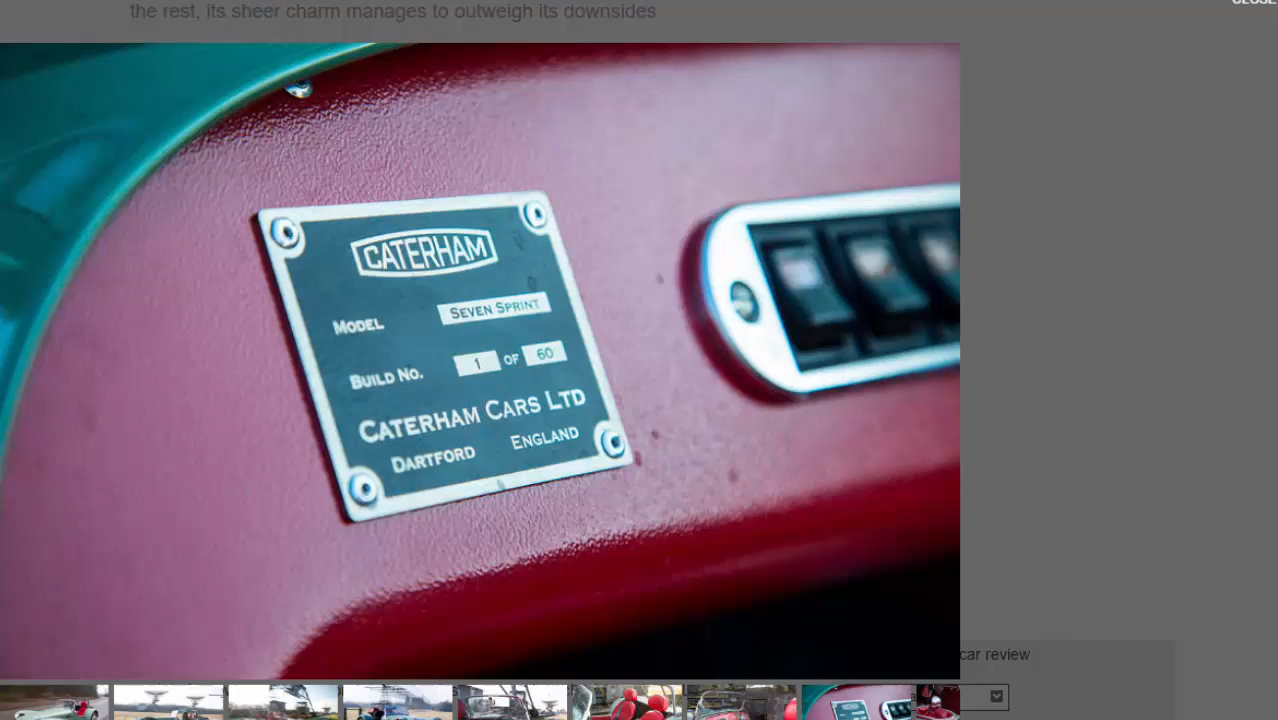 the rest, its sheer charm manages to outweigh its downsides
CLOSE
CATERHAM
MODEL SEVEN SPRINT
BUILD NO. 1 OF 60
CATERHAM CARS LTD
DARTFORD ENGLAND
car review